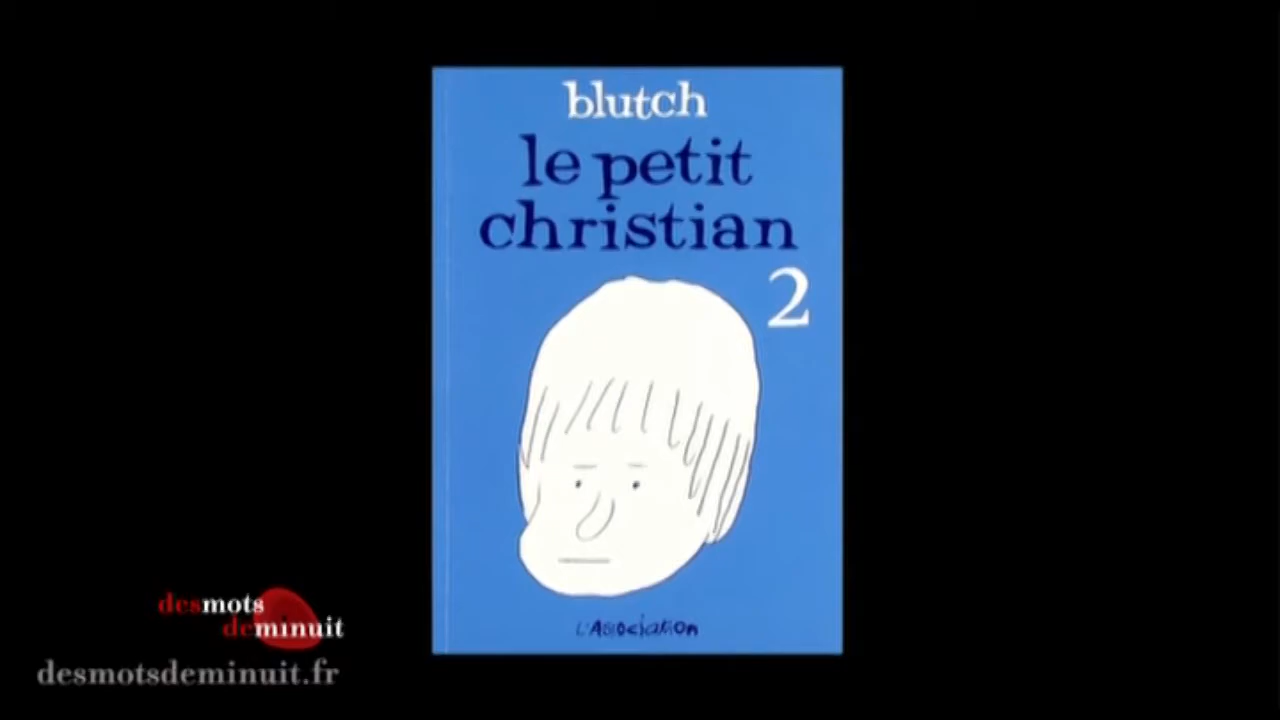 blutch
le petit
christian
2
L'Association
desmots
deminuit
desmotsdeminuit.fr